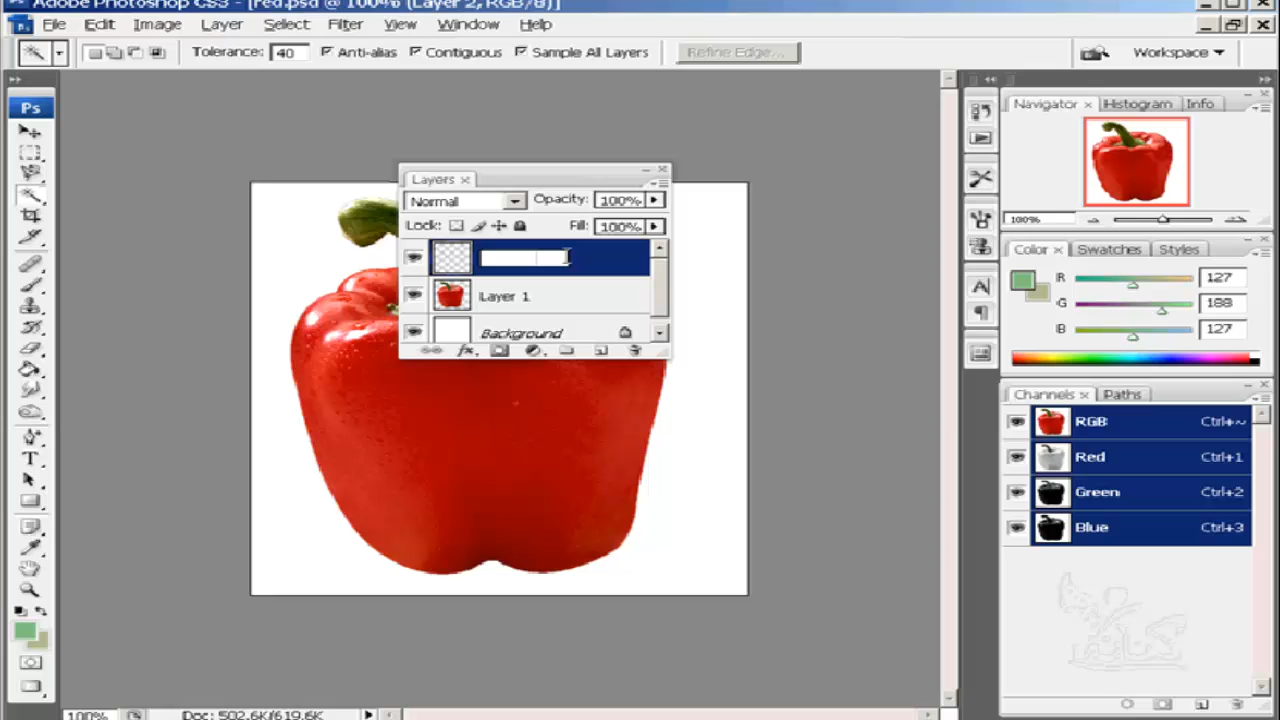 Adobe Photoshop CS3 - [red.psd @ 100% (Layer 2, RGB/8)]
File Edit Image Layer Select Filter View Window Help
Tolerance: 40 Anti-alias Contiguous Sample All Layers Refine Edge... Workspace
Ps
Navigator × Histogram Info
100%
Layers ×
Normal Opacity: 100%
Lock: Fill: 100%
Layer 1
Background
Color × Swatches Styles
R 127
G 188
B 127
Channels × Paths
RGB Ctrl+~
Red Ctrl+1
Green Ctrl+2
Blue Ctrl+3
100% Doc: 502.6K/619.6K